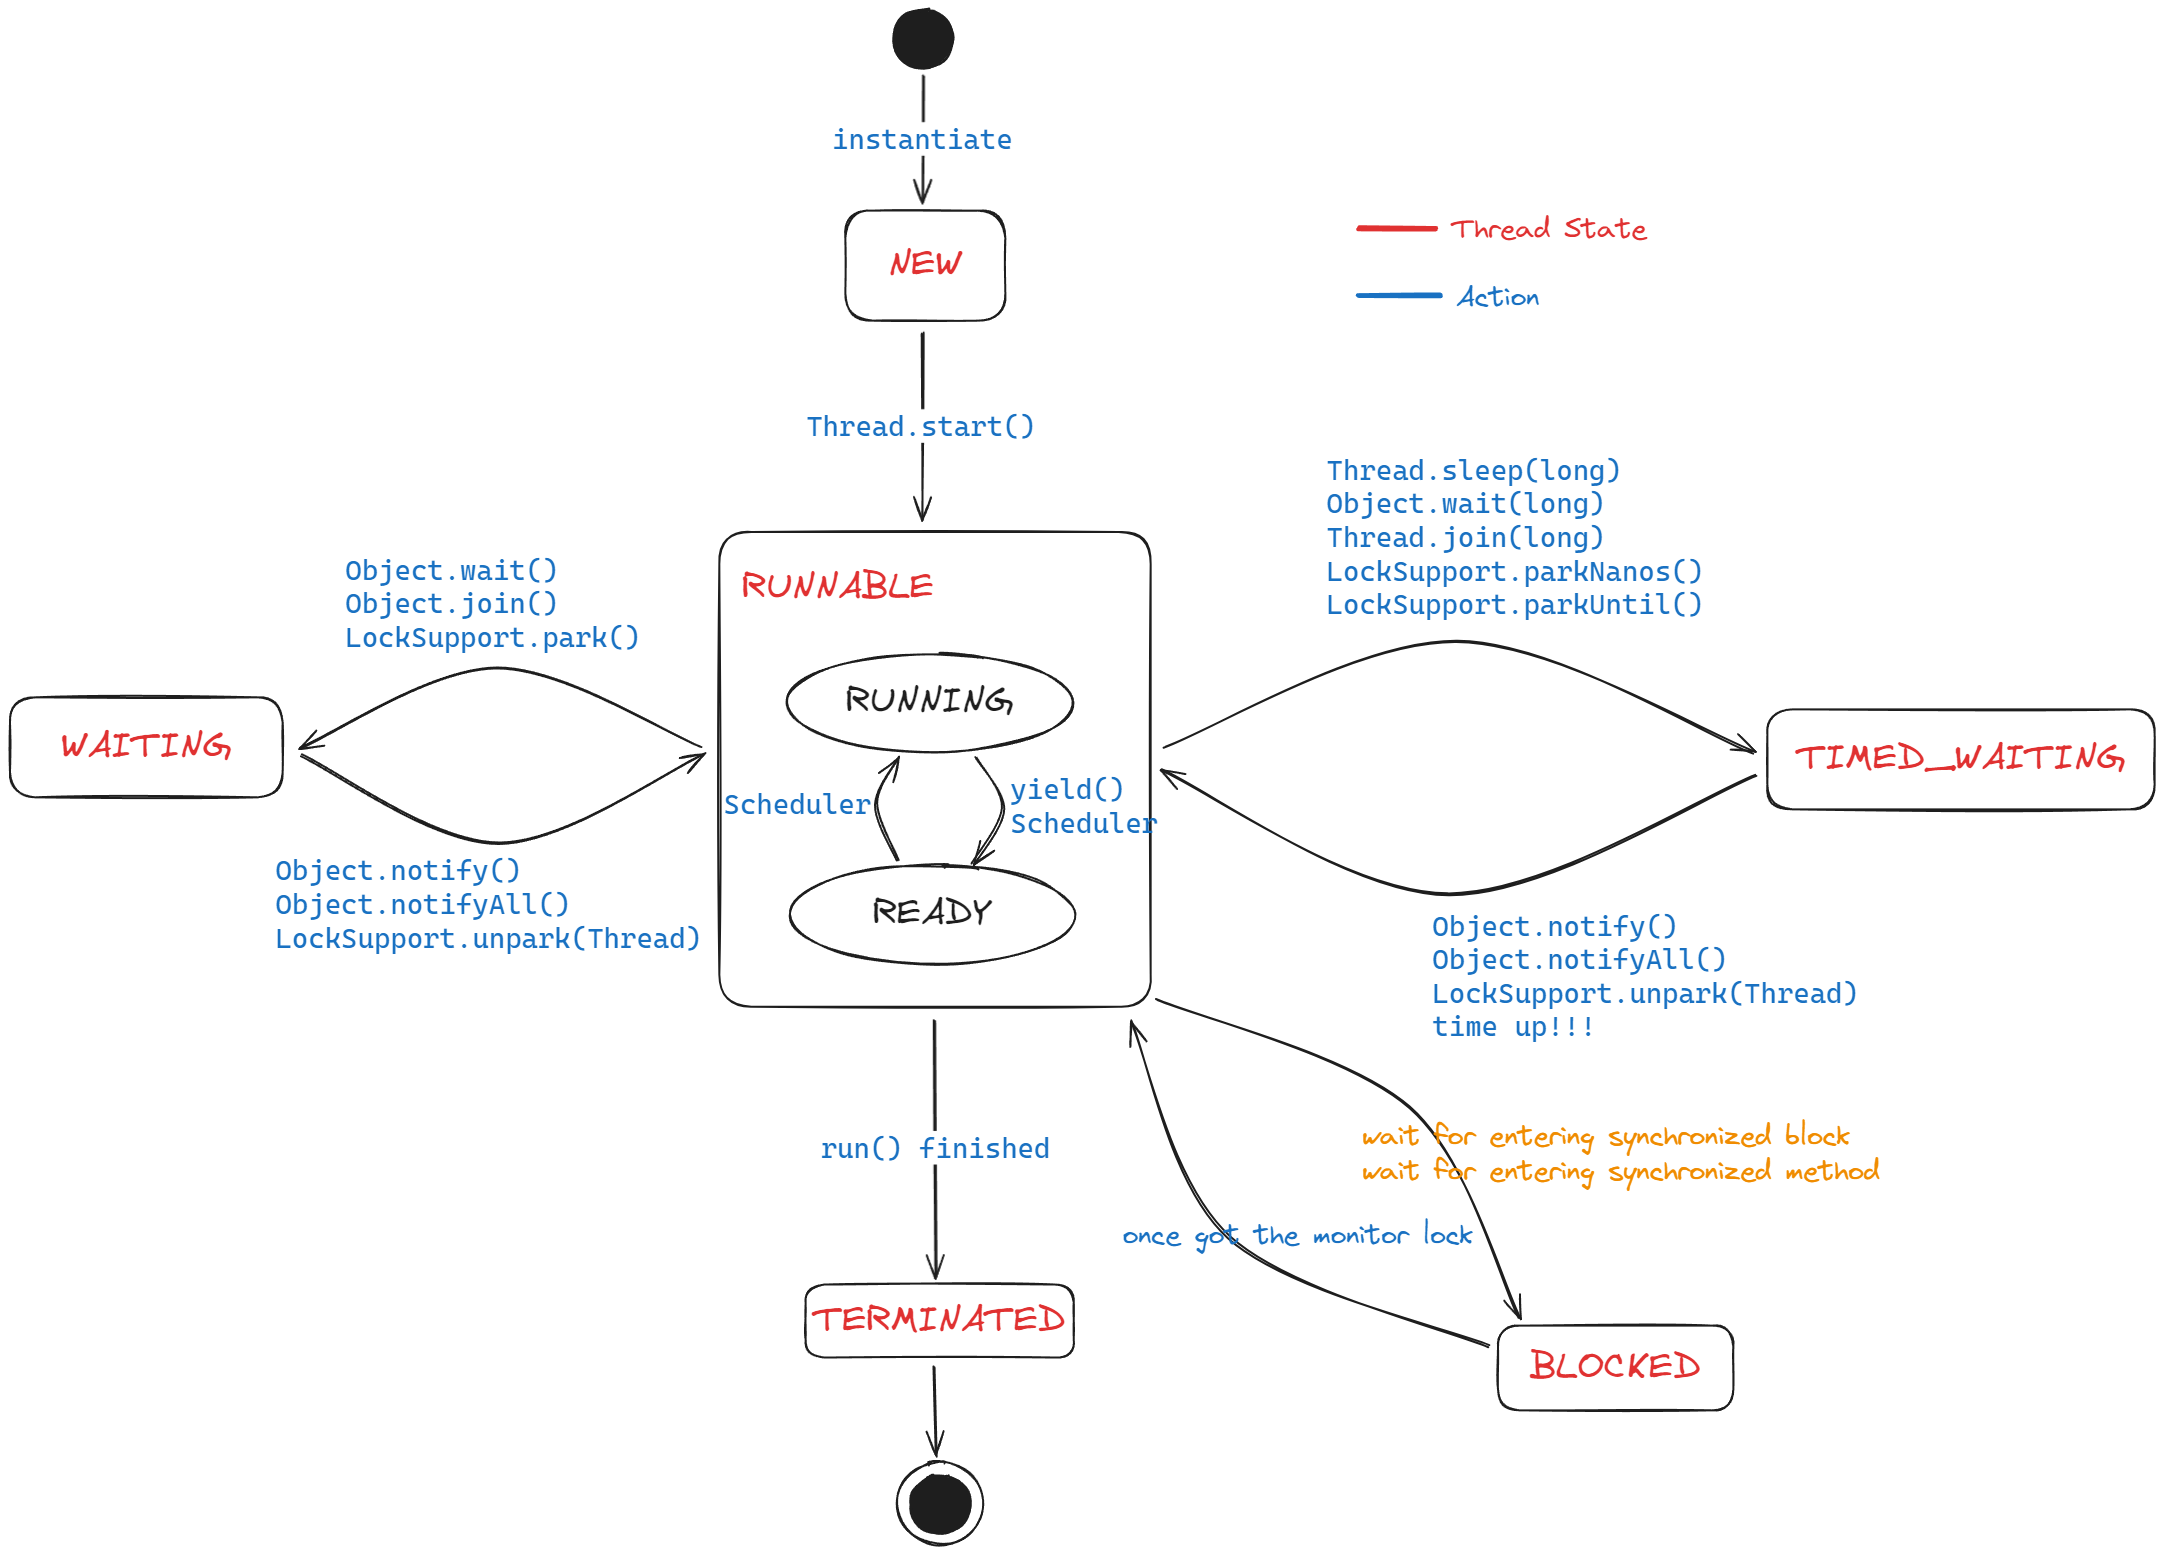 instantiate
NEW
Thread State
Action
Thread.start()
Thread.sleep(long)
Object.wait(long)
Thread.join(long)
LockSupport.parkNanos()
LockSupport.parkUntil()
Object.wait()
Object.join()
LockSupport.park()
RUNNABLE
RUNNING
WAITING
TIMED_WAITING
Scheduler
yield()
Scheduler
READY
Object.notify()
Object.notifyAll()
LockSupport.unpark(Thread)
Object.notify()
Object.notifyAll()
LockSupport.unpark(Thread)
time up!!!
run() finished
wait for entering synchronized block
wait for entering synchronized method
once got the monitor lock
TERMINATED
BLOCKED